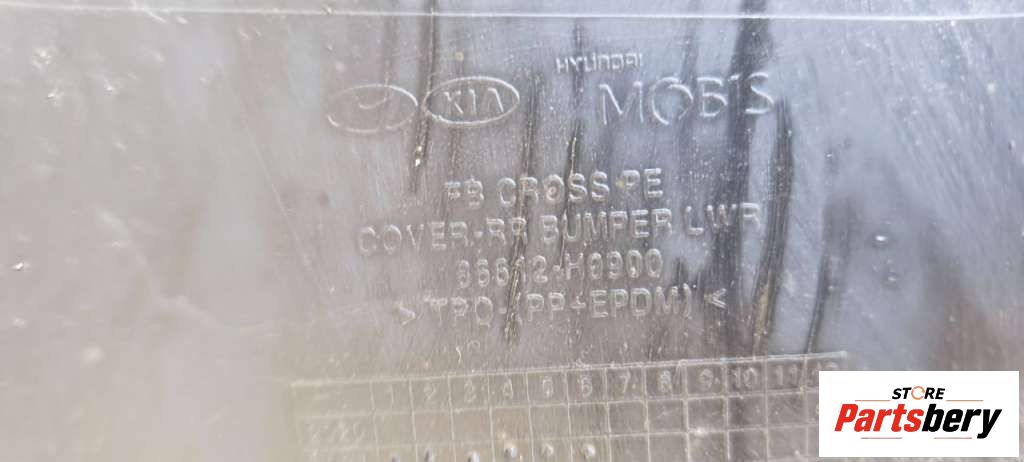 HYUNDAI
KIA MOBIS
FB CROSS PE
COVER-RR BUMPER LWR
86612-H0900
> TPO-(PP+EPDM) <
1 2 3 4 5 6 7 8 9 10 11 12
STORE
Partsbery